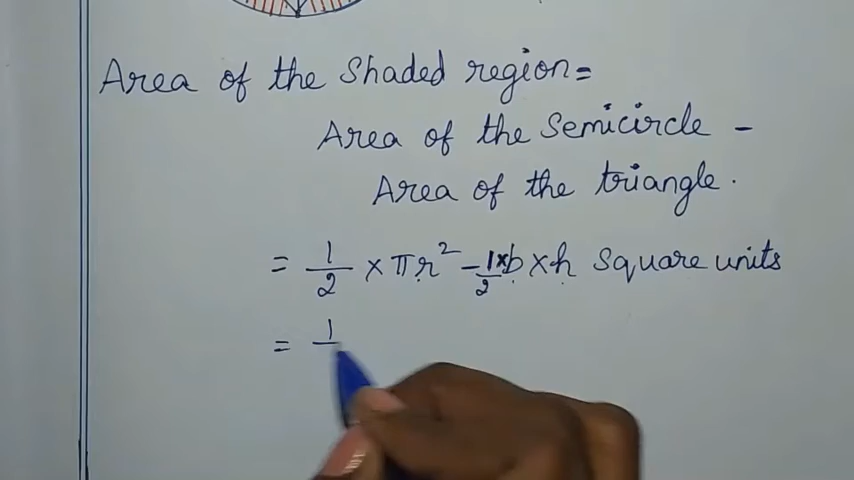 Area of the Shaded region=
Area of the Semicircle -
Area of the triangle.
= 1/2 × πr² - 1/2 × b × h Square units
= 1